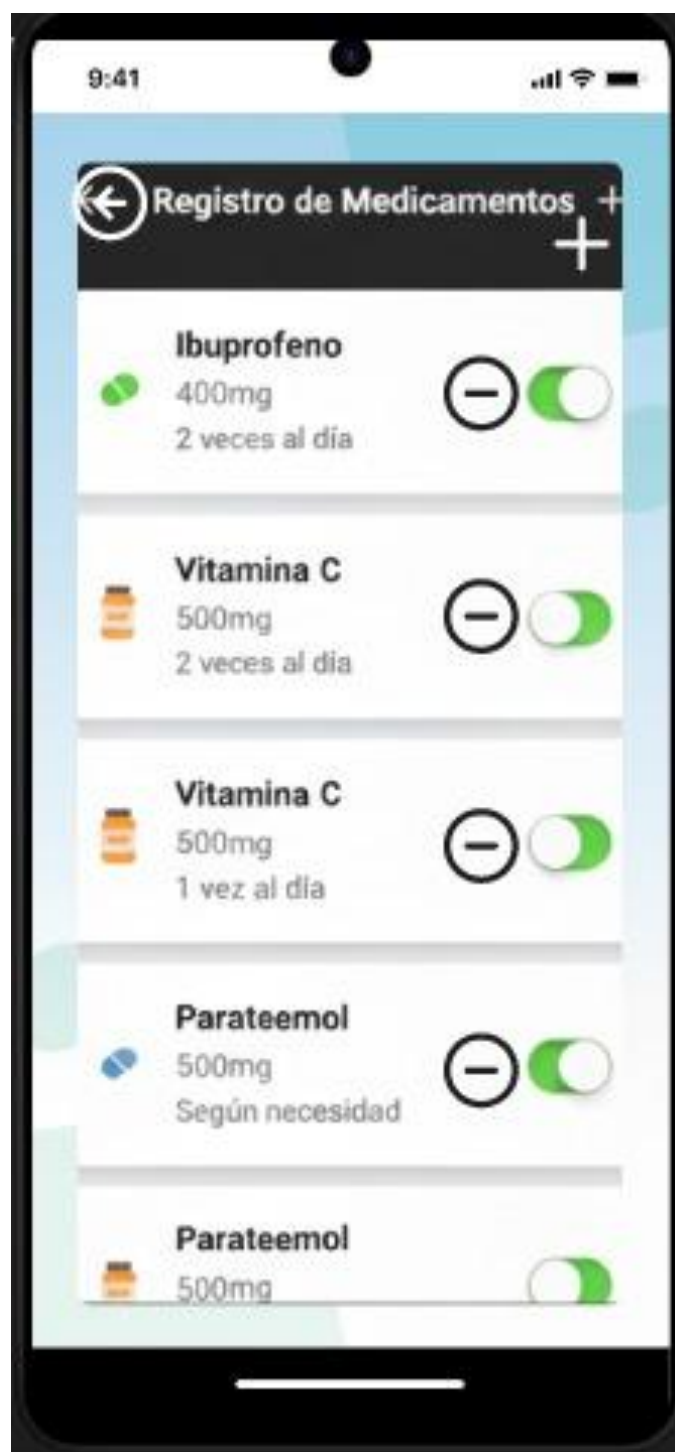 9:41
Registro de Medicamentos
Ibuprofeno
400mg
2 veces al día
Vitamina C
500mg
2 veces al dia
Vitamina C
500mg
1 vez al día
Parateemol
500mg
Según necesidad
Parateemol
500mg